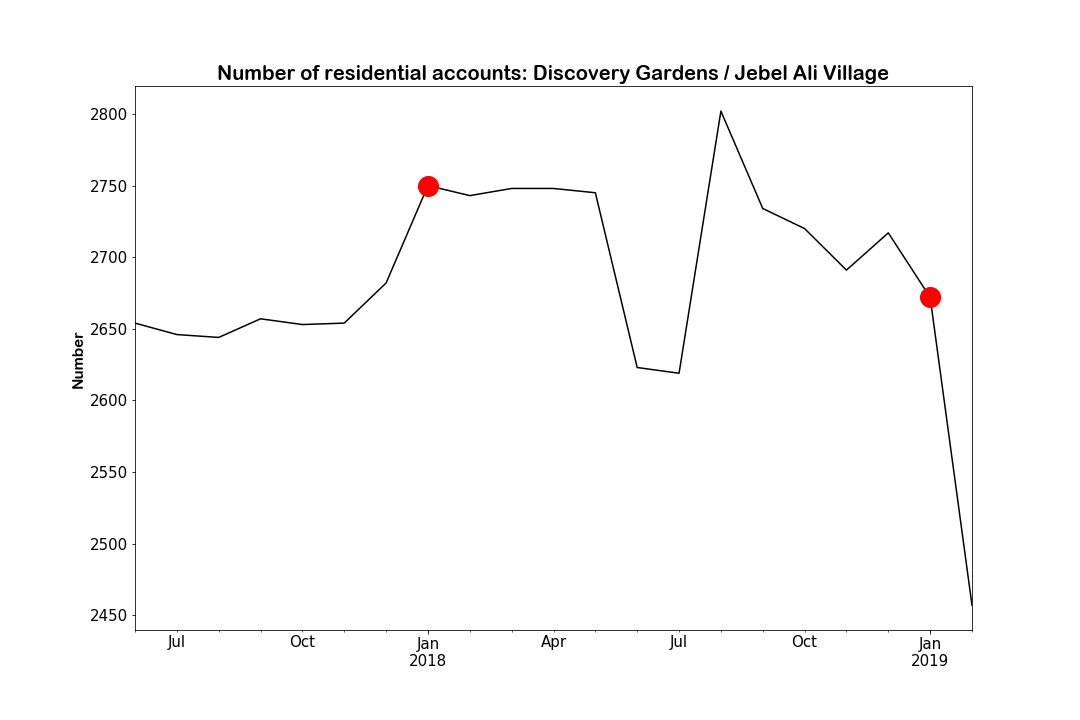 Number of residential accounts: Discovery Gardens / Jebel Ali Village
2800
2750
2700
2650
2600
2550
2500
2450
Number
Jul
Oct
Jan
2018
Apr
Jul
Oct
Jan
2019